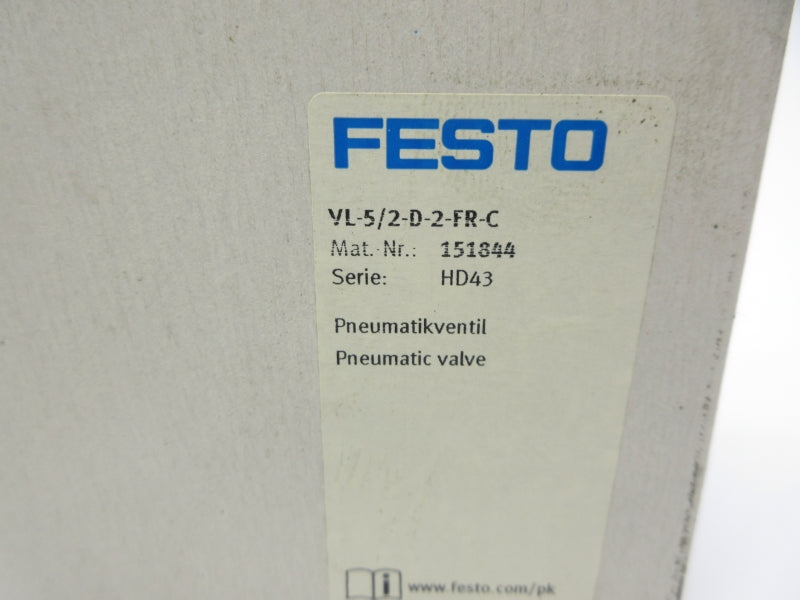 FESTO
VL-5/2-D-2-FR-C
Mat.-Nr.: 151844
Serie: HD43
Pneumatikventil
Pneumatic valve
i www.festo.com/pk